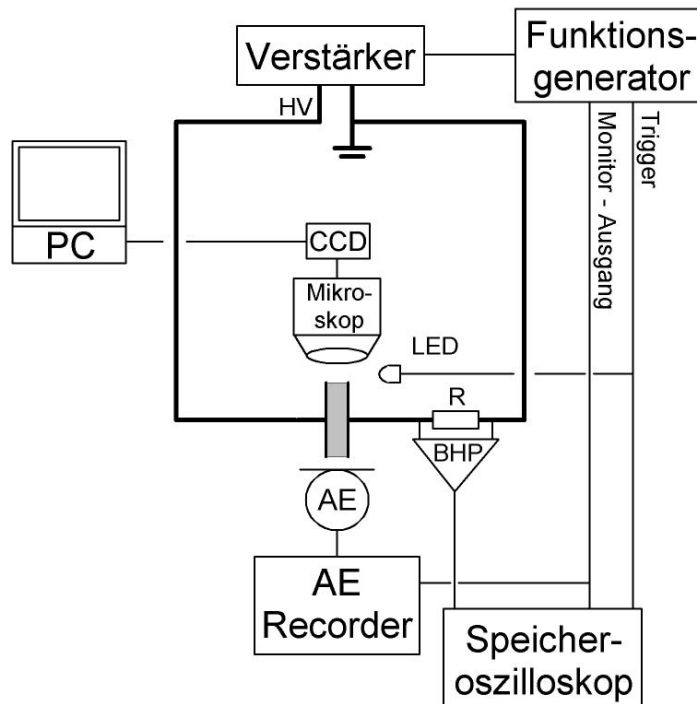 Verstärker
Funktions-
generator
HV
Trigger
Monitor - Ausgang
PC
CCD
Mikro-
skop
LED
R
BHP
AE
AE
Recorder
Speicher-
oszilloskop